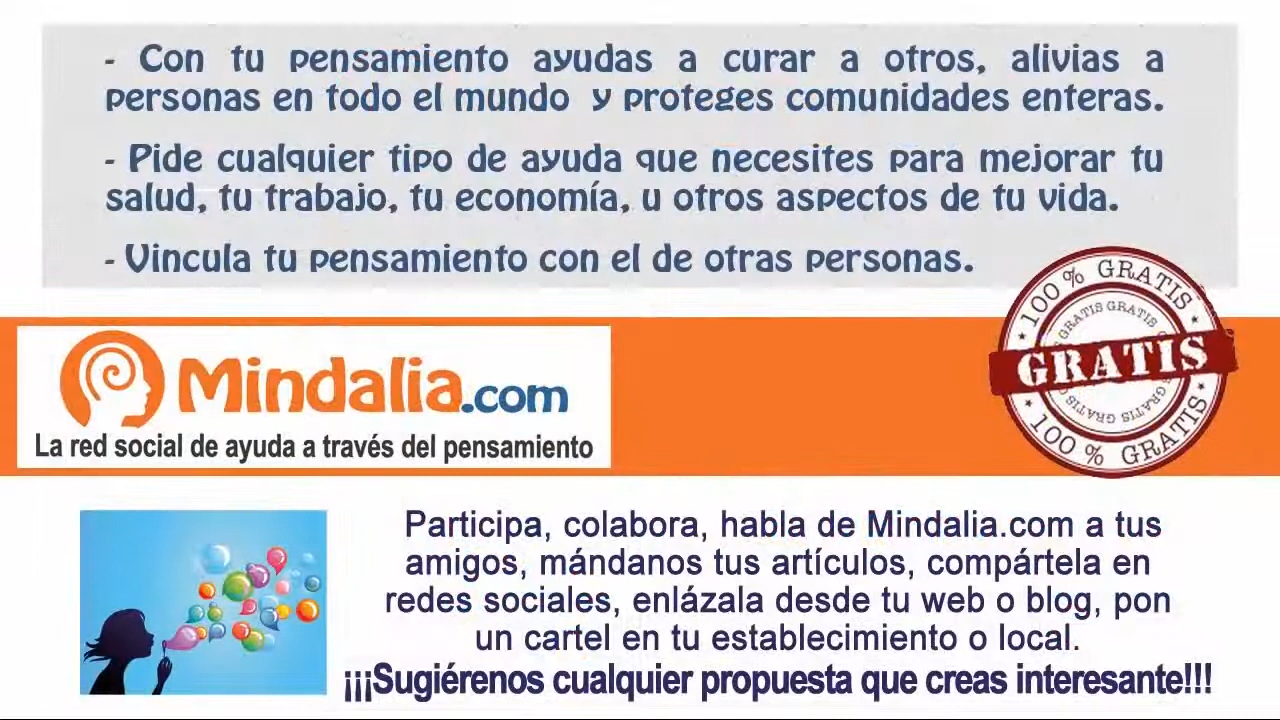 - Con tu pensamiento ayudas a curar a otros, alivias a
personas en todo el mundo y proteges comunidades enteras.
- Pide cualquier tipo de ayuda que necesites para mejorar tu
salud, tu trabajo, tu economía, u otros aspectos de tu vida.
- Vincula tu pensamiento con el de otras personas.
100 % GRATIS
GRATIS GRATIS GRATIS
GRATIS
GRATIS GRATIS GRATIS
100 % GRATIS
Mindalia.com
La red social de ayuda a través del pensamiento
Participa, colabora, habla de Mindalia.com a tus
amigos, mándanos tus artículos, compártela en
redes sociales, enlázala desde tu web o blog, pon
un cartel en tu establecimiento o local.
¡¡¡Sugiérenos cualquier propuesta que creas interesante!!!